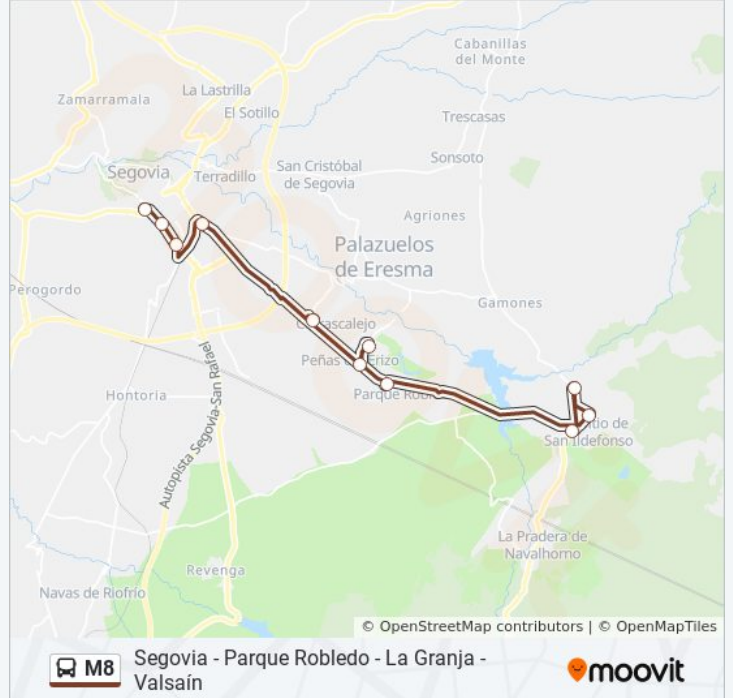 Cabanillas
del Monte
La Lastrilla
Zamarramala
El Sotillo
Trescasas
Sonsoto
Segovia
Terradillo
San Cristóbal
de Segovia
Agriones
Palazuelos
de Eresma
Perogordo
Gamones
Peñas
Erizo
Hontoria
Parque
San Ildefonso
Autopista Segovia-San Rafael
La Pradera de
Navalhorno
Revenga
Navas de Riofrío
© OpenStreetMap contributors | © OpenMapTiles
M8
Segovia - Parque Robledo - La Granja -
Valsaín
moovit